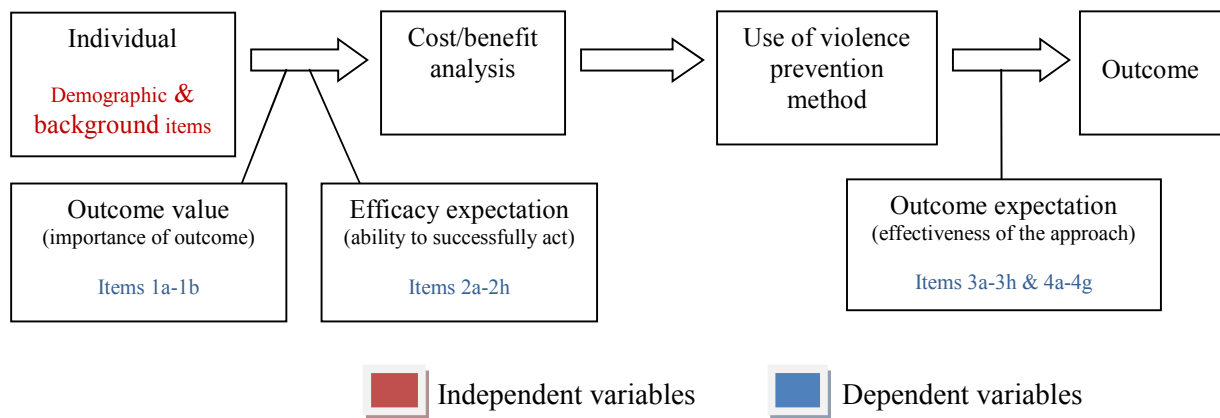 Individual
Demographic &
background items
Cost/benefit
analysis
Use of violence
prevention
method
Outcome
Outcome value
(importance of outcome)
Items 1a-1b
Efficacy expectation
(ability to successfully act)
Items 2a-2h
Outcome expectation
(effectiveness of the approach)
Items 3a-3h & 4a-4g
Independent variables
Dependent variables